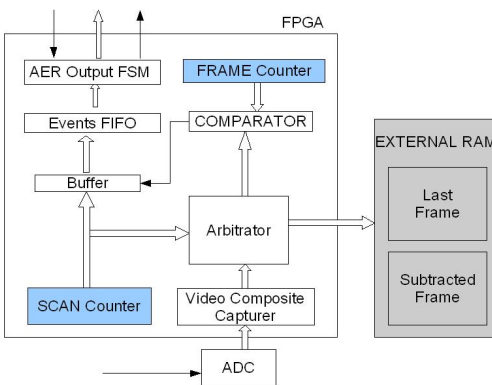 FPGA
AER Output FSM
FRAME Counter
Events FIFO
COMPARATOR
EXTERNAL RAM
Buffer
Last
Frame
Arbitrator
Subtracted
Frame
SCAN Counter
Video Composite
Capturer
ADC